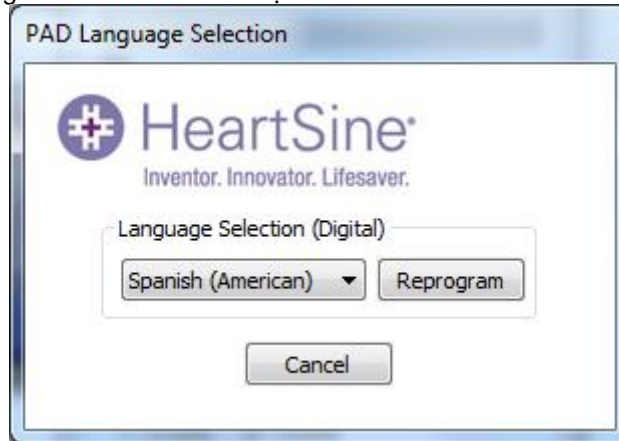 PAD Language Selection
HeartSine®
Inventor. Innovator. Lifesaver.
Language Selection (Digital)
Spanish (American) Reprogram
Cancel